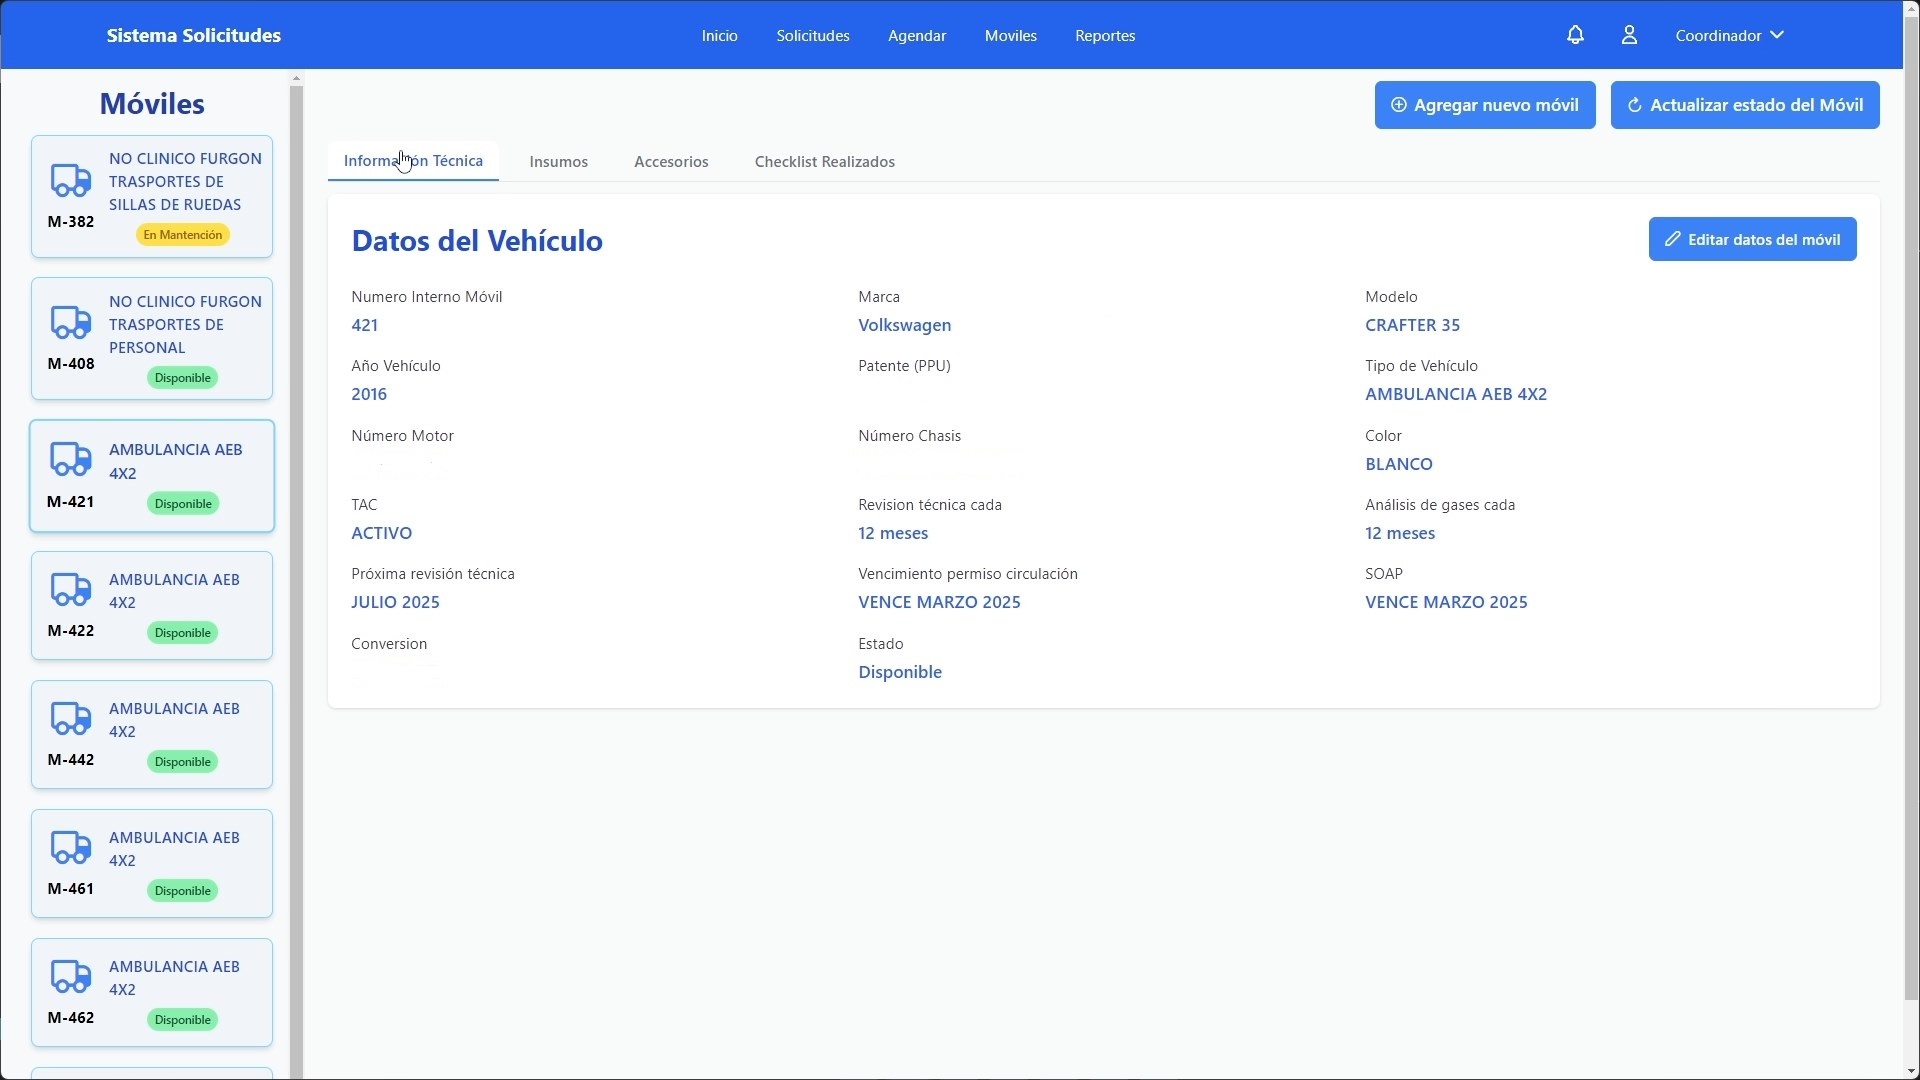 Sistema Solicitudes
Inicio
Solicitudes
Agendar
Moviles
Reportes
Coordinador
Móviles
NO CLINICO FURGON
TRASPORTES DE
SILLAS DE RUEDAS
M-382
En Mantención
NO CLINICO FURGON
TRASPORTES DE
PERSONAL
M-408
Disponible
AMBULANCIA AEB
4X2
M-421
Disponible
AMBULANCIA AEB
4X2
M-422
Disponible
AMBULANCIA AEB
4X2
M-442
Disponible
AMBULANCIA AEB
4X2
M-461
Disponible
AMBULANCIA AEB
4X2
M-462
Disponible
Agregar nuevo móvil
Actualizar estado del Móvil
Información Técnica
Insumos
Accesorios
Checklist Realizados
Datos del Vehículo
Editar datos del móvil
Numero Interno Móvil
421
Marca
Volkswagen
Modelo
CRAFTER 35
Año Vehículo
2016
Patente (PPU)
Tipo de Vehículo
AMBULANCIA AEB 4X2
Número Motor
Número Chasis
Color
BLANCO
TAC
ACTIVO
Revision técnica cada
12 meses
Análisis de gases cada
12 meses
Próxima revisión técnica
JULIO 2025
Vencimiento permiso circulación
VENCE MARZO 2025
SOAP
VENCE MARZO 2025
Conversion
Estado
Disponible